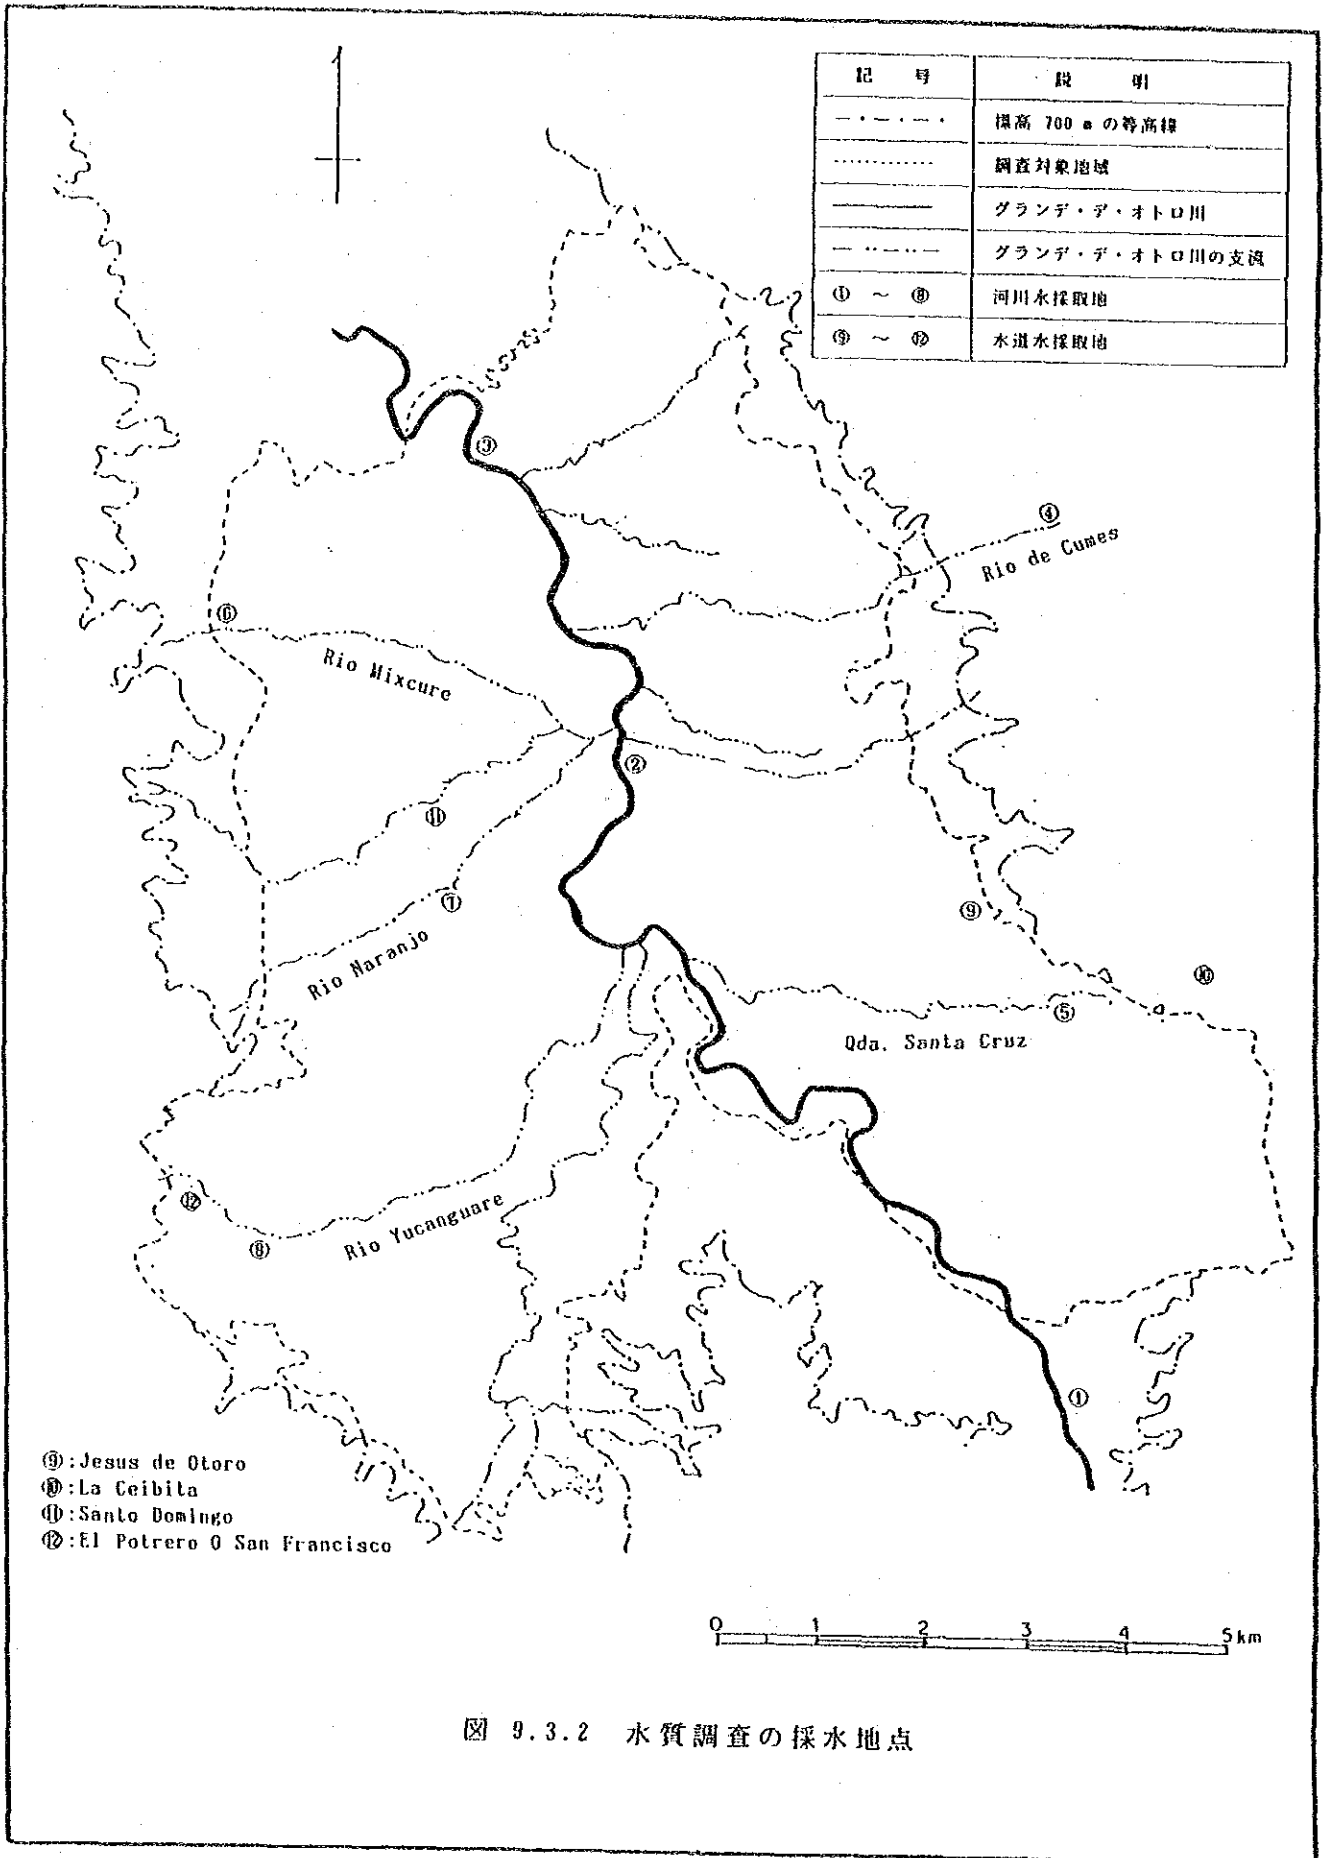 記 号 説 明
標高 700 m の等高線
調査対象地域
グランデ・デ・オトロ川
グランデ・デ・オトロ川の支流
① ～ ⑧ 河川水採取地
⑨ ～ ⑫ 水道水採取地
③
④
Rio de Cumes
⑥
Rio Mixcure
②
⑪
⑦
⑨
Rio Naranjo
⑩
⑤
Qda. Santa Cruz
⑫
Rio Yucanguare
⑧
①
⑨:Jesus de Otoro
⑩:La Ceibita
⑪:Santo Domingo
⑫:El Potrero O San Francisco
0 1 2 3 4 5 km
図 9.3.2 水質調査の採水地点